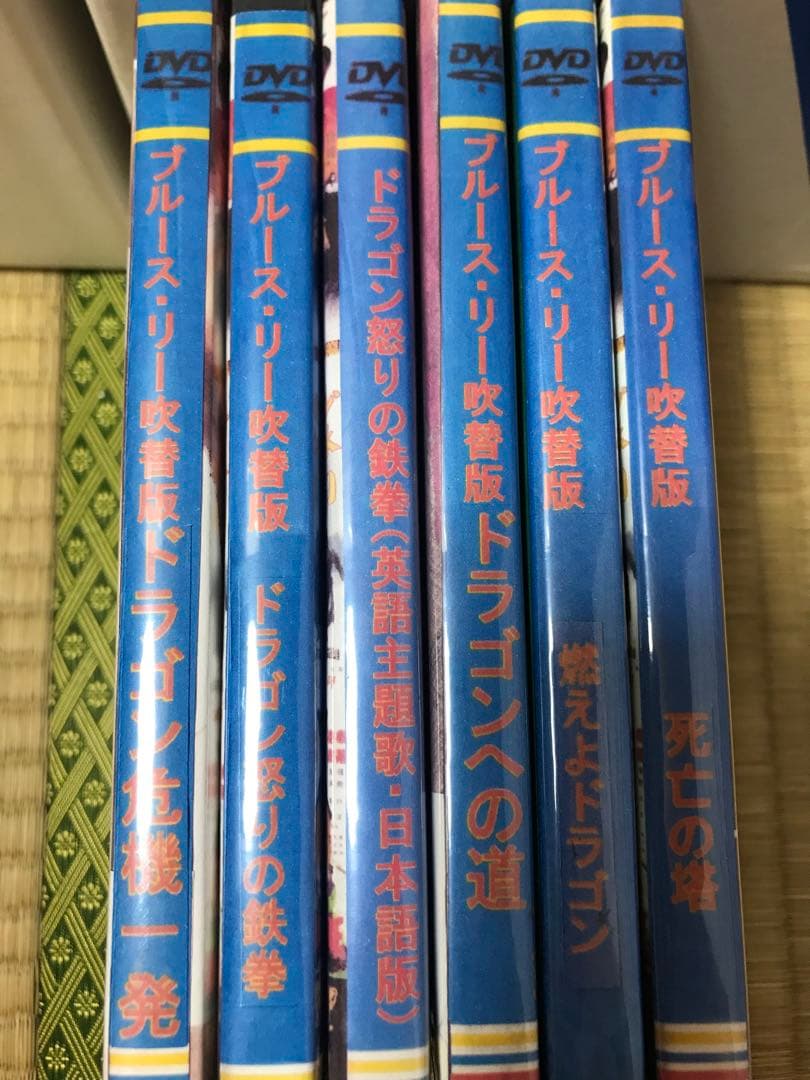 DVD
ブルース・リー吹替版 ドラゴン危機一発
DVD
ブルース・リー吹替版 ドラゴン怒りの鉄拳
DVD
ドラゴン怒りの鉄拳(英語主題歌・日本語版)
DVD
ブルース・リー吹替版 ドラゴンへの道
DVD
ブルース・リー吹替版 燃えよドラゴン
DVD
ブルース・リー吹替版 死亡の塔